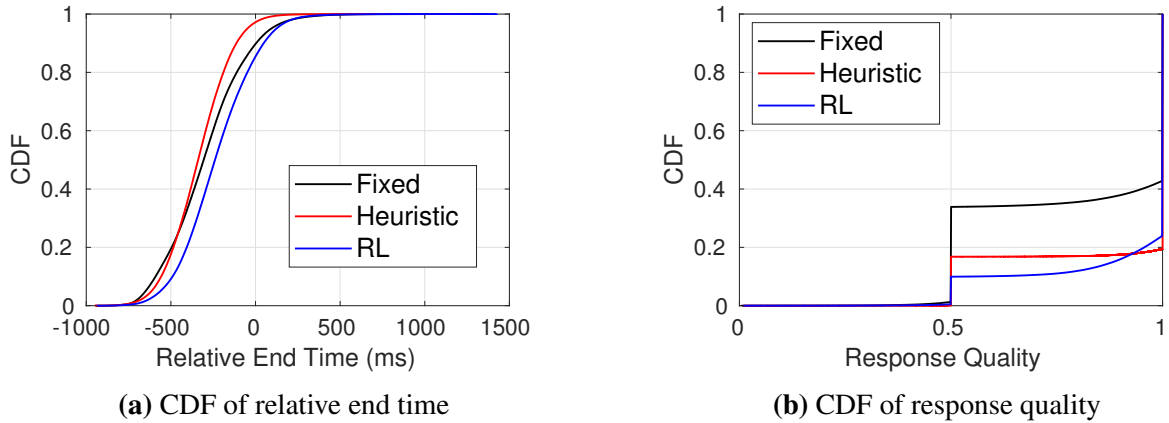 1
0.8
0.6
0.4
0.2
0
CDF
-1000
-500
0
500
1000
1500
Relative End Time (ms)
Fixed
Heuristic
RL
(a) CDF of relative end time
1
0.8
0.6
0.4
0.2
0
CDF
0
0.5
1
Response Quality
Fixed
Heuristic
RL
(b) CDF of response quality